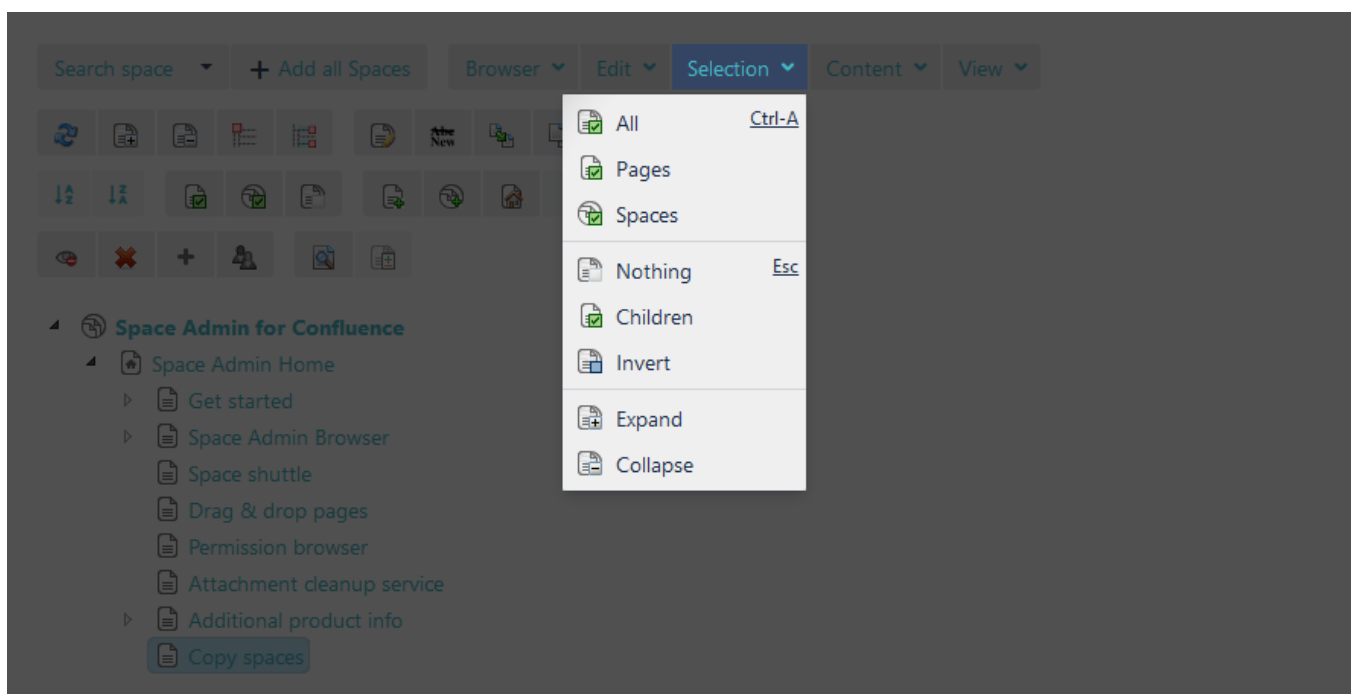 Search space + Add all Spaces Browser Edit Selection Content View
All Ctrl-A
Abc
New
Pages
Spaces
Nothing Esc
Children
Invert
Expand
Collapse
Space Admin for Confluence
Space Admin Home
Get started
Space Admin Browser
Space shuttle
Drag & drop pages
Permission browser
Attachment cleanup service
Additional product info
Copy spaces